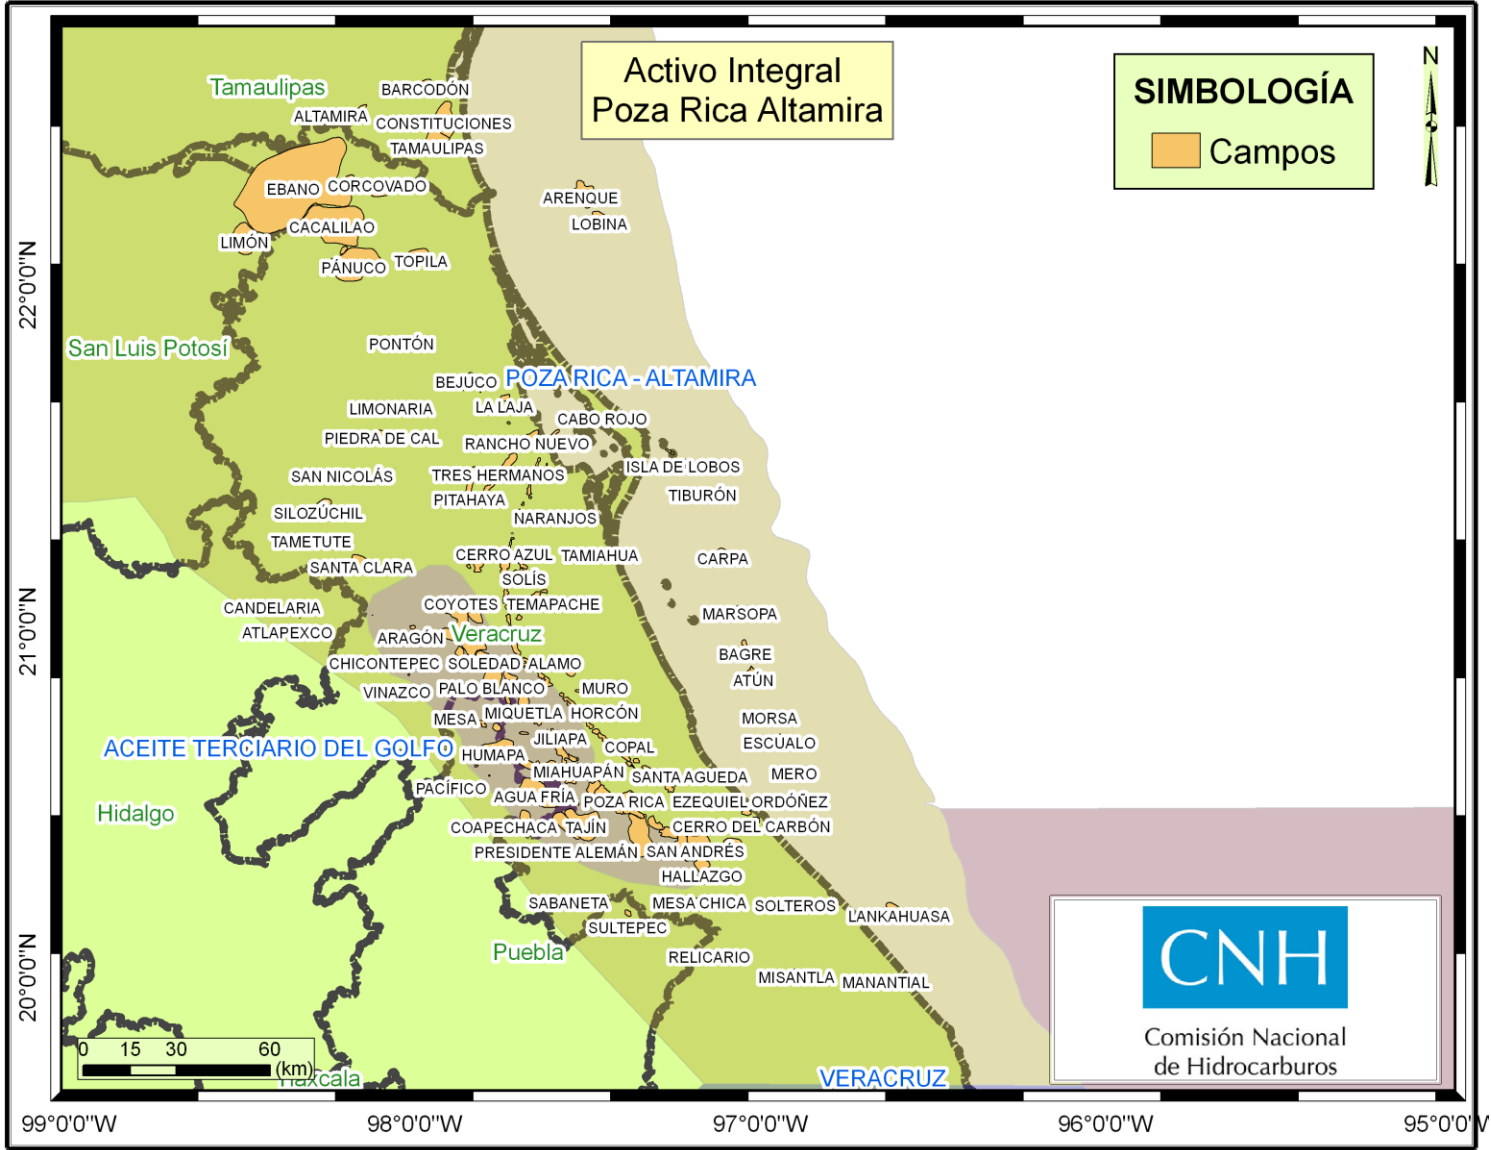 Activo Integral
Poza Rica Altamira
SIMBOLOGÍA
Campos
N
Tamaulipas
BARCODÓN
ALTAMIRA
CONSTITUCIONES
TAMAULIPAS
EBANO
CORCOVADO
ARENQUE
LOBINA
CACALILAO
LIMÓN
PÁNUCO
TOPILA
22°0'0"N
San Luis Potosí
PONTÓN
BEJUCO
POZA RICA - ALTAMIRA
LIMONARIA
LA LAJA
CABO ROJO
PIEDRA DE CAL
RANCHO NUEVO
SAN NICOLÁS
TRES HERMANOS
ISLA DE LOBOS
PITAHAYA
TIBURÓN
SILOZÚCHIL
NARANJOS
TAMETUTE
SANTA CLARA
CERRO AZUL
TAMIAHUA
CARPA
SOLÍS
CANDELARIA
COYOTES
TEMAPACHE
MARSOPA
21°0'0"N
ATLAPEXCO
ARAGÓN
Veracruz
CHICONTEPEC
SOLEDAD
ALAMO
BAGRE
ATÚN
VINAZCO
PALO BLANCO
MURO
MESA
MIQUETLA
HORCÓN
MORSA
ACEITE TERCIARIO DEL GOLFO
HUMAPA
JILIAPA
COPAL
ESCUALO
MIAHUAPÁN
SANTA AGUEDA
MERO
PACÍFICO
AGUA FRÍA
POZA RICA
EZEQUIEL ORDÓÑEZ
Hidalgo
COAPECHACA
TAJÍN
CERRO DEL CARBÓN
PRESIDENTE ALEMÁN
SAN ANDRÉS
HALLAZGO
SABANETA
MESA CHICA
SOLTEROS
LANKAHUASA
SULTEPEC
Puebla
RELICARIO
MISANTLA
MANANTIAL
20°0'0"N
CNH
Comisión Nacional
de Hidrocarburos
0 15 30 60
(km)
Tlaxcala
VERACRUZ
99°0'0"W 98°0'0"W 97°0'0"W 96°0'0"W 95°0'0"W